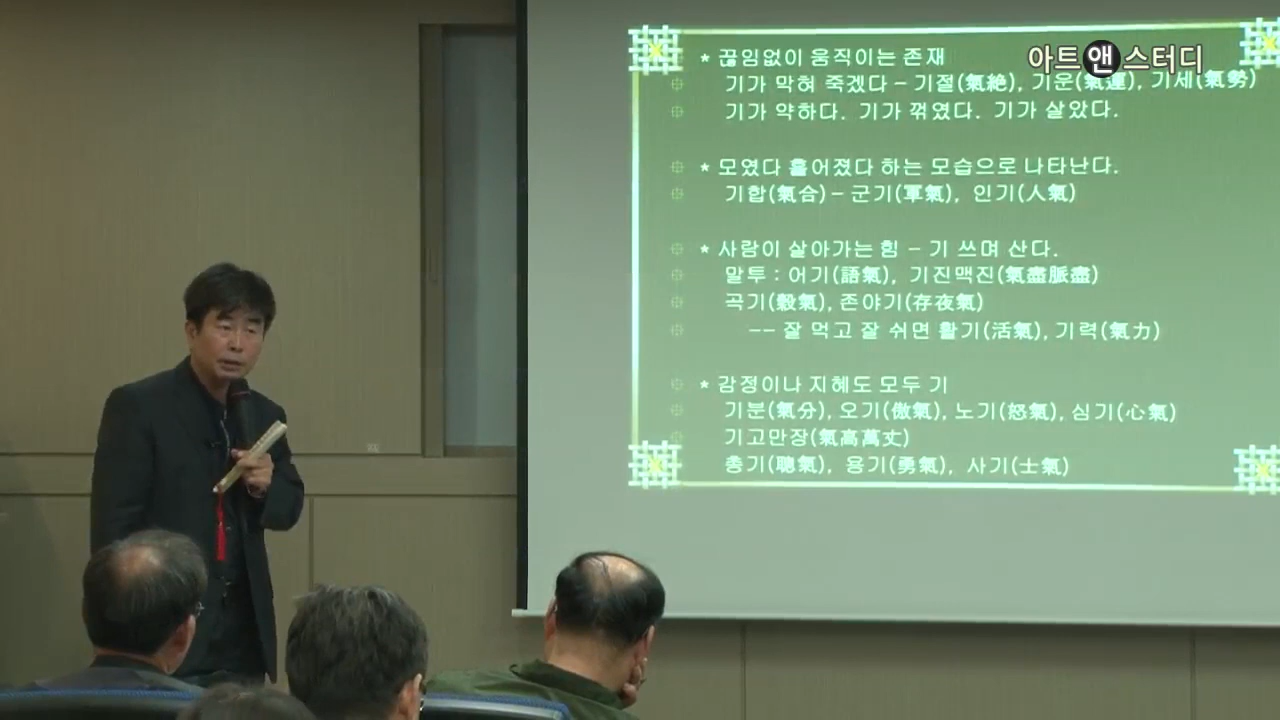 아트앤스터디
* 끊임없이 움직이는 존재
기가 막혀 죽겠다 – 기절(氣絶), 기운(氣運), 기세(氣勢)
기가 약하다. 기가 꺾였다. 기가 살았다.
* 모였다 흩어졌다 하는 모습으로 나타난다.
기합(氣合) – 군기(軍氣), 인기(人氣)
* 사람이 살아가는 힘 – 기 쓰며 산다.
말투 : 어기(語氣), 기진맥진(氣盡脈盡)
곡기(穀氣), 존야기(存夜氣)
-- 잘 먹고 잘 쉬면 활기(活氣), 기력(氣力)
* 감정이나 지혜도 모두 기
기분(氣分), 오기(傲氣), 노기(怒氣), 심기(心氣)
기고만장(氣高萬丈)
총기(聰氣), 용기(勇氣), 사기(士氣)